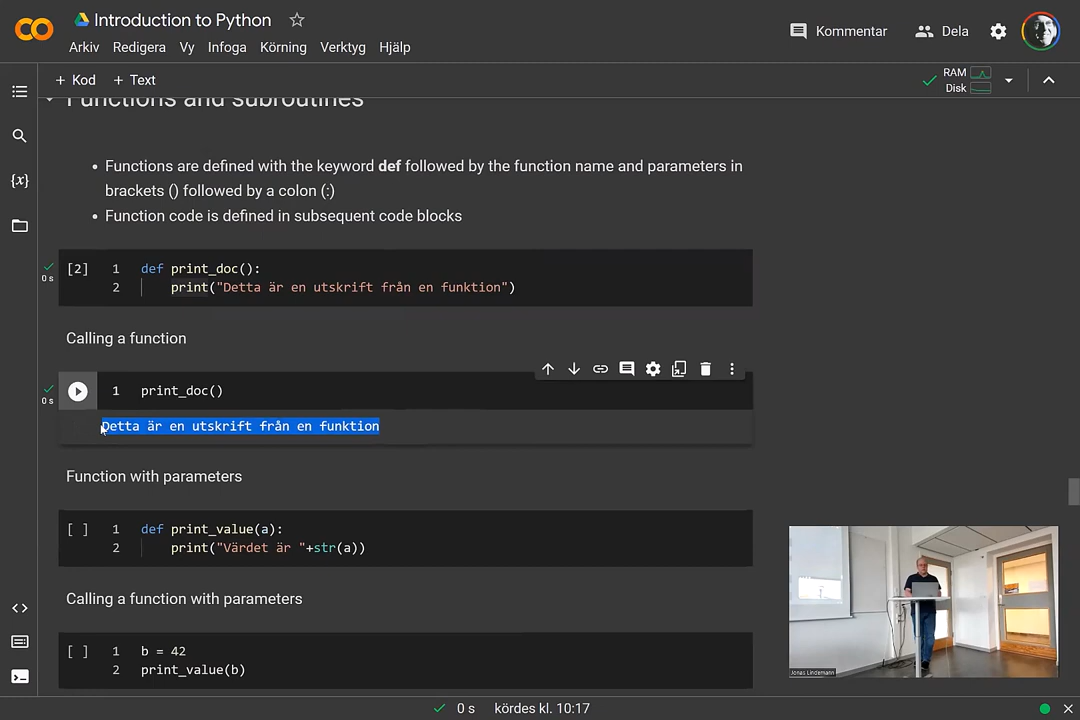 Introduction to Python
Arkiv Redigera Vy Infoga Körning Verktyg Hjälp
Kommentar
Dela
+ Kod + Text
RAM
Disk
Functions and subroutines
• Functions are defined with the keyword def followed by the function name and parameters in
brackets () followed by a colon (:)
• Function code is defined in subsequent code blocks
0 s
[2] 1 def print_doc():
2 print("Detta är en utskrift från en funktion")
Calling a function
0 s
1 print_doc()
Detta är en utskrift från en funktion
Function with parameters
[ ] 1 def print_value(a):
2 print("Värdet är "+str(a))
Calling a function with parameters
[ ] 1 b = 42
2 print_value(b)
Jonas Lindemann
0 s kördes kl. 10:17